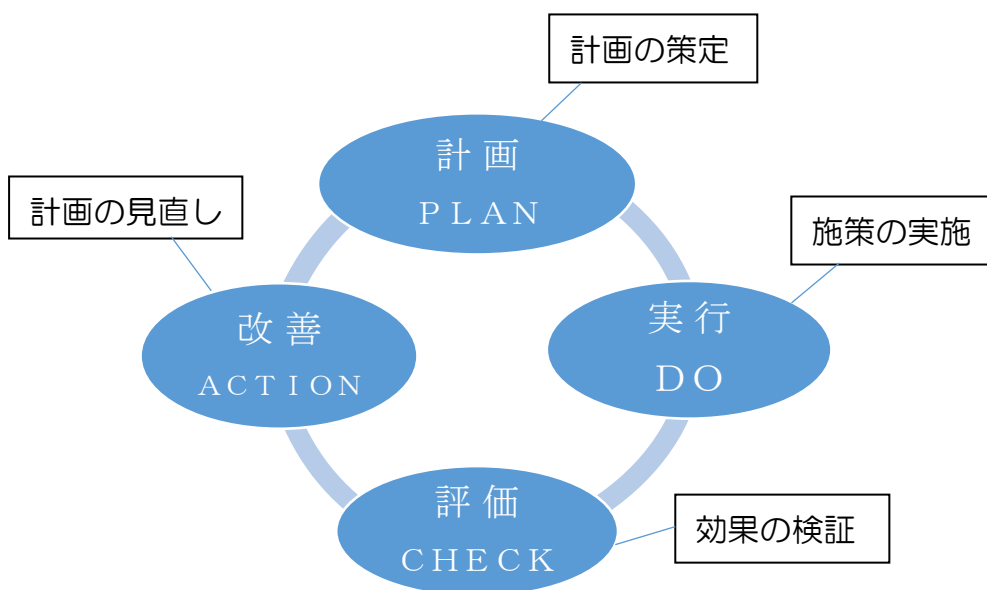 計画の策定
計画
PLAN
計画の見直し
施策の実施
改善
ACTION
実行
DO
評価
CHECK
効果の検証